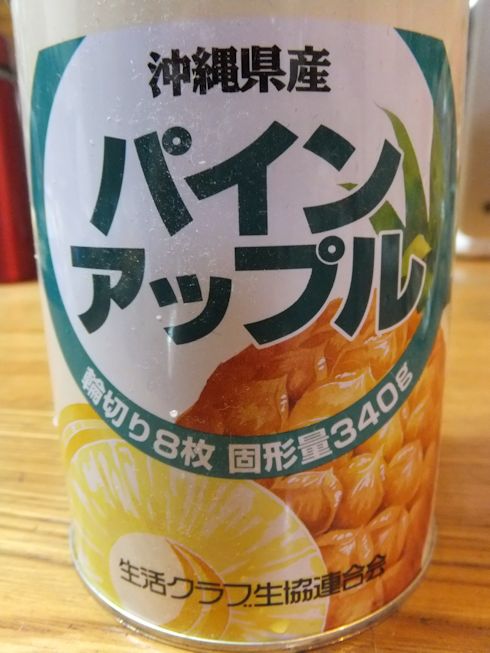 沖縄県産
パイン
アップル
輪切り8枚 固形量340g
生活クラブ生協連合会